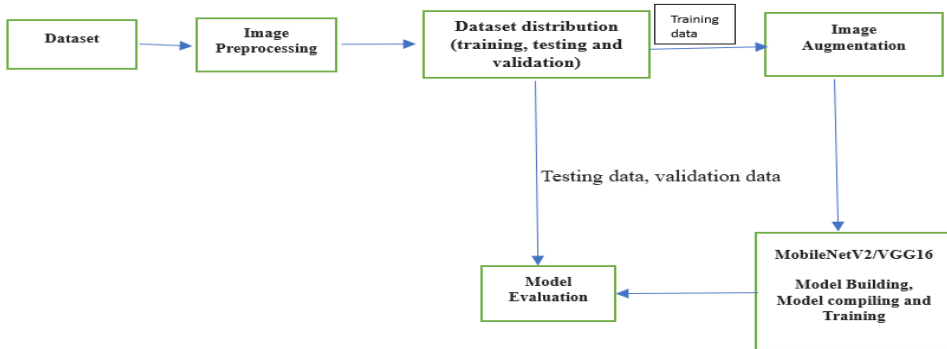 Dataset
Image
Preprocessing
Dataset distribution
(training, testing and
validation)
Training
data
Image
Augmentation
Testing data, validation data
Model
Evaluation
MobileNetV2/VGG16
Model Building,
Model compiling and
Training